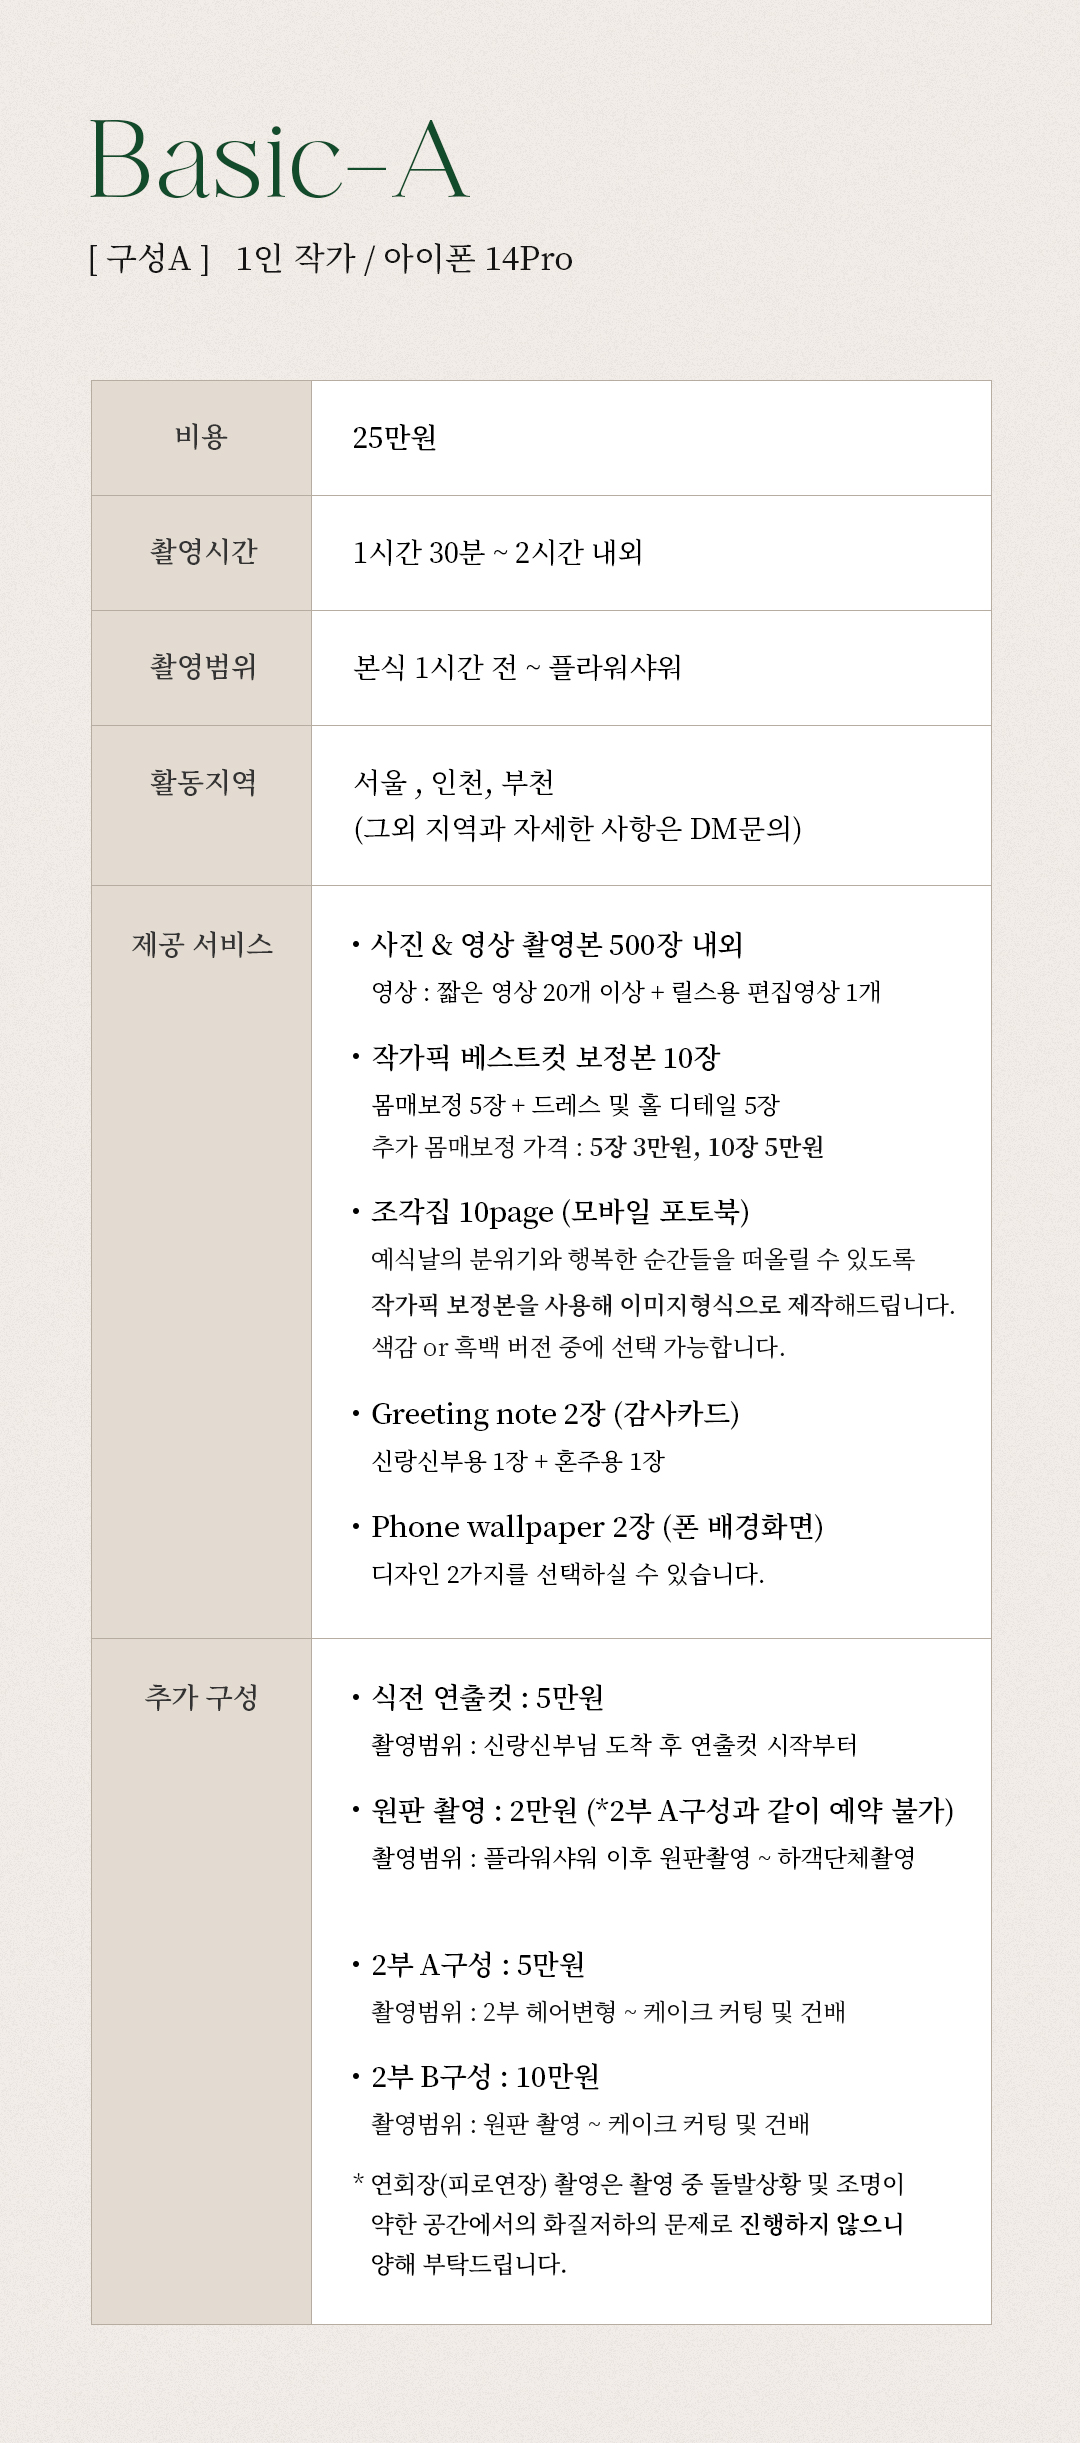 Basic-A
[ 구성A ] 1인 작가 / 아이폰 14Pro
비용
25만원
촬영시간
1시간 30분 ~ 2시간 내외
촬영범위
본식 1시간 전 ~ 플라워샤워
활동지역
서울 , 인천, 부천
(그외 지역과 자세한 사항은 DM문의)
제공 서비스
• 사진 & 영상 촬영본 500장 내외
영상 : 짧은 영상 20개 이상 + 릴스용 편집영상 1개
• 작가픽 베스트컷 보정본 10장
몸매보정 5장 + 드레스 및 홀 디테일 5장
추가 몸매보정 가격 : 5장 3만원, 10장 5만원
• 조각집 10page (모바일 포토북)
예식날의 분위기와 행복한 순간들을 떠올릴 수 있도록
작가픽 보정본을 사용해 이미지형식으로 제작해드립니다.
색감 or 흑백 버전 중에 선택 가능합니다.
• Greeting note 2장 (감사카드)
신랑신부용 1장 + 혼주용 1장
• Phone wallpaper 2장 (폰 배경화면)
디자인 2가지를 선택하실 수 있습니다.
추가 구성
• 식전 연출컷 : 5만원
촬영범위 : 신랑신부님 도착 후 연출컷 시작부터
• 원판 촬영 : 2만원 (*2부 A구성과 같이 예약 불가)
촬영범위 : 플라워샤워 이후 원판촬영 ~ 하객단체촬영
• 2부 A구성 : 5만원
촬영범위 : 2부 헤어변형 ~ 케이크 커팅 및 건배
• 2부 B구성 : 10만원
촬영범위 : 원판 촬영 ~ 케이크 커팅 및 건배
* 연회장(피로연장) 촬영은 촬영 중 돌발상황 및 조명이
약한 공간에서의 화질저하의 문제로 진행하지 않으니
양해 부탁드립니다.